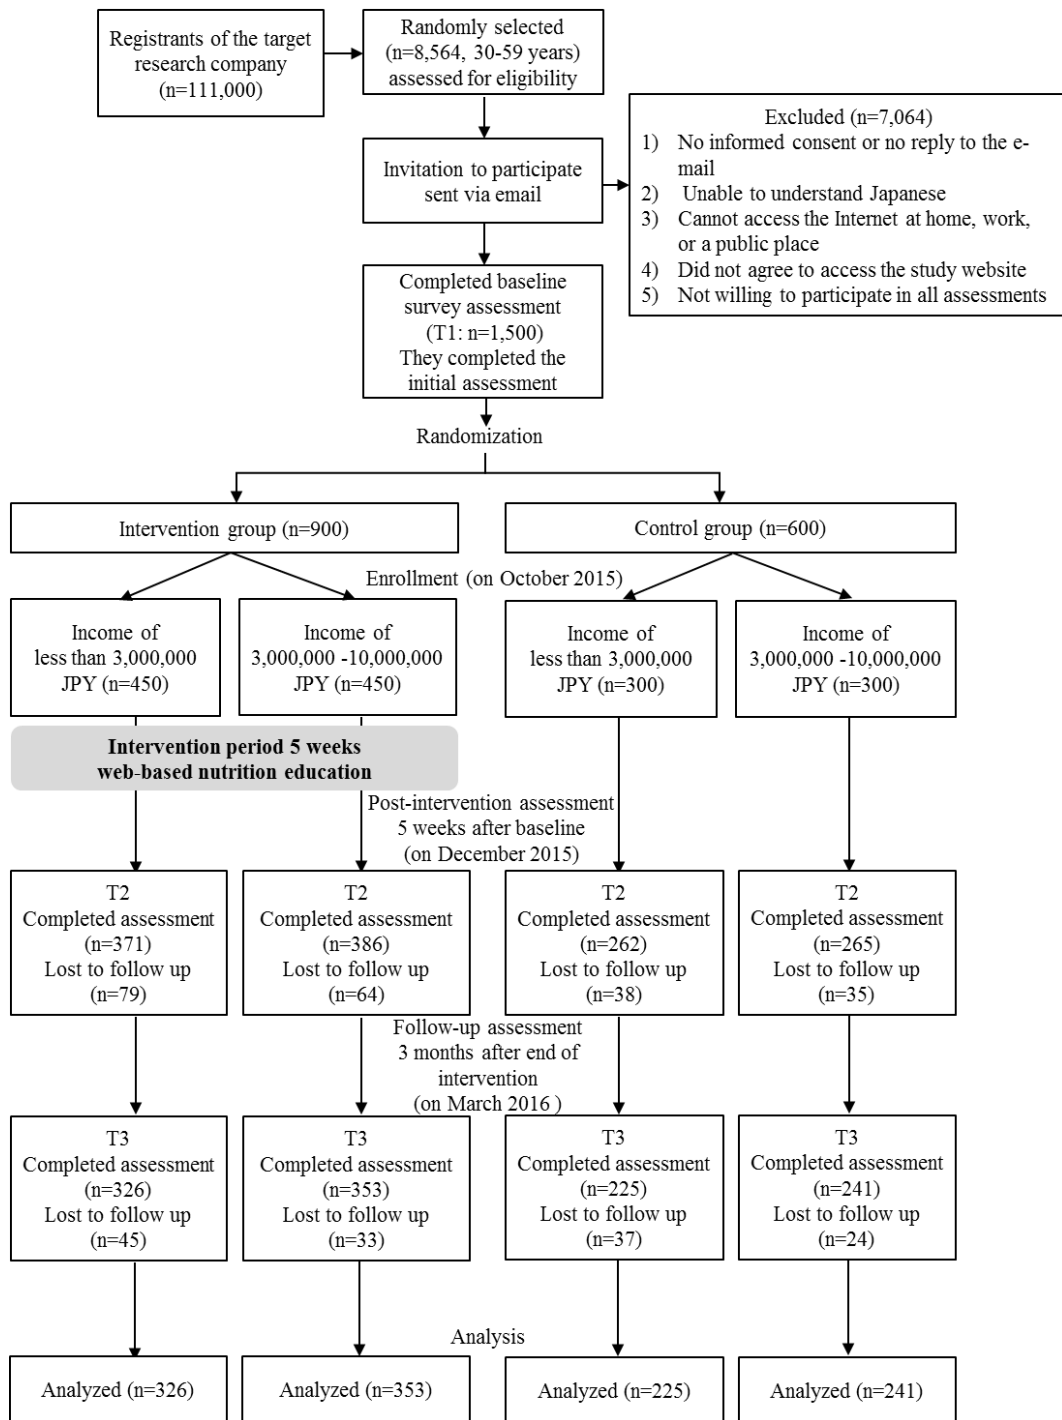 Registrants of the target
research company
(n=111,000)
Randomly selected
(n=8,564, 30-59 years)
assessed for eligibility
Invitation to participate
sent via email
Excluded (n=7,064)
1) No informed consent or no reply to the e-
mail
2) Unable to understand Japanese
3) Cannot access the Internet at home, work,
or a public place
4) Did not agree to access the study website
5) Not willing to participate in all assessments
Completed baseline
survey assessment
(T1: n=1,500)
They completed the
initial assessment
Randomization
Intervention group (n=900)
Control group (n=600)
Enrollment (on October 2015)
Income of
less than 3,000,000
JPY (n=450)
Income of
3,000,000 -10,000,000
JPY (n=450)
Income of
less than 3,000,000
JPY (n=300)
Income of
3,000,000 -10,000,000
JPY (n=300)
Intervention period 5 weeks
web-based nutrition education
Post-intervention assessment
5 weeks after baseline
(on December 2015)
T2
Completed assessment
(n=371)
Lost to follow up
(n=79)
T2
Completed assessment
(n=386)
Lost to follow up
(n=64)
T2
Completed assessment
(n=262)
Lost to follow up
(n=38)
T2
Completed assessment
(n=265)
Lost to follow up
(n=35)
Follow-up assessment
3 months after end of
intervention
(on March 2016 )
T3
Completed assessment
(n=326)
Lost to follow up
(n=45)
T3
Completed assessment
(n=353)
Lost to follow up
(n=33)
T3
Completed assessment
(n=225)
Lost to follow up
(n=37)
T3
Completed assessment
(n=241)
Lost to follow up
(n=24)
Analysis
Analyzed (n=326)
Analyzed (n=353)
Analyzed (n=225)
Analyzed (n=241)